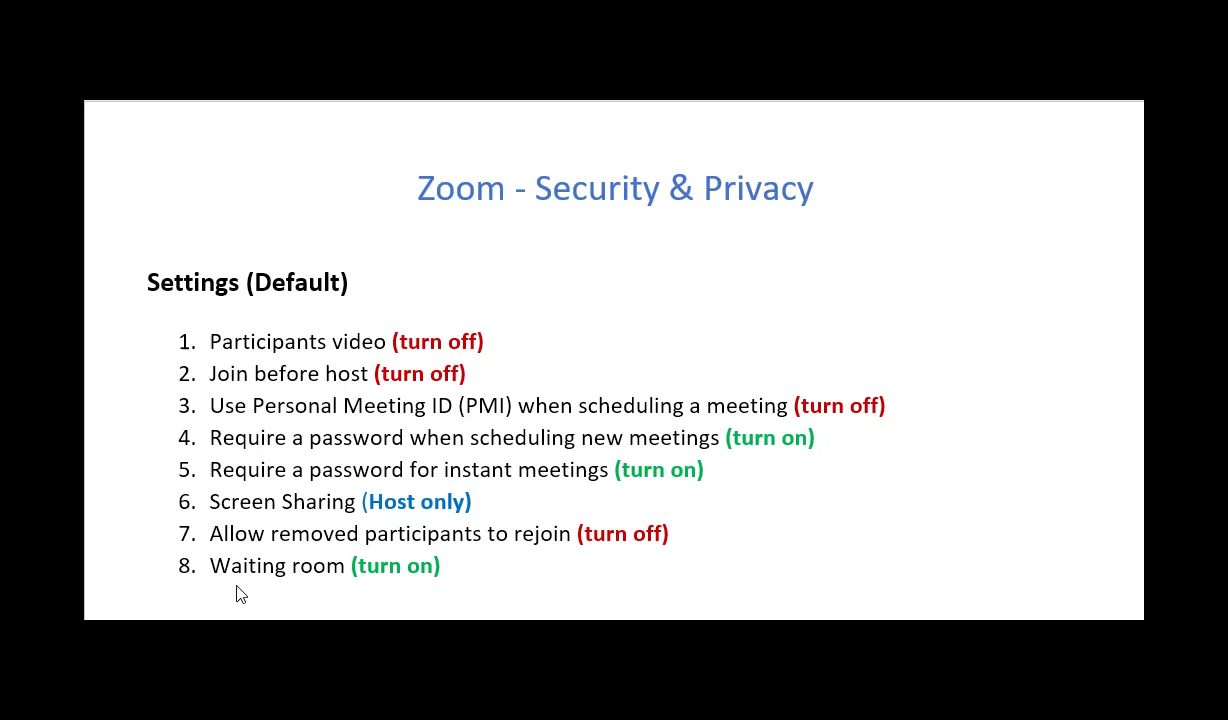 Zoom - Security & Privacy
Settings (Default)
1. Participants video (turn off)
2. Join before host (turn off)
3. Use Personal Meeting ID (PMI) when scheduling a meeting (turn off)
4. Require a password when scheduling new meetings (turn on)
5. Require a password for instant meetings (turn on)
6. Screen Sharing (Host only)
7. Allow removed participants to rejoin (turn off)
8. Waiting room (turn on)